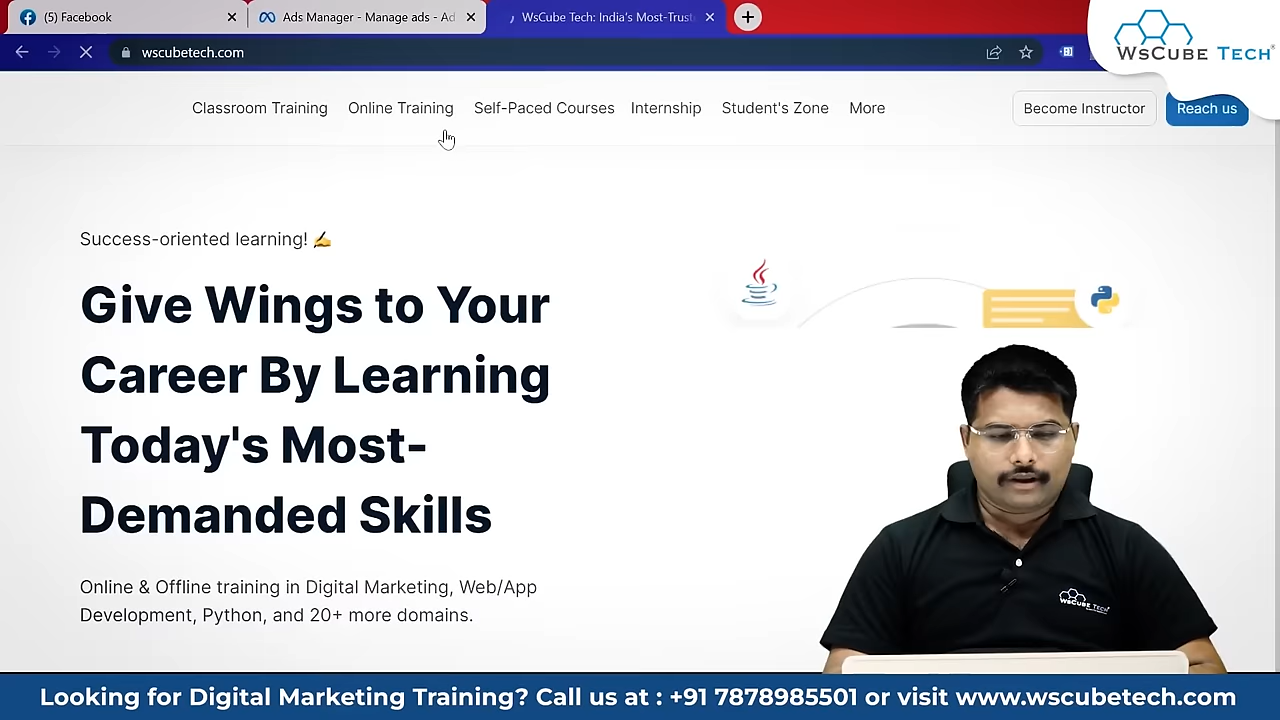 (5) Facebook
Ads Manager - Manage ads - Ad
WsCube Tech: India's Most-Trust
WsCube Tech
wscubetech.com
Classroom Training
Online Training
Self-Paced Courses
Internship
Student's Zone
More
Become Instructor
Reach us
Success-oriented learning! ✍️
Give Wings to Your
Career By Learning
Today's Most-
Demanded Skills
Online & Offline training in Digital Marketing, Web/App
Development, Python, and 20+ more domains.
WsCube Tech
Looking for Digital Marketing Training? Call us at : +91 7878985501 or visit www.wscubetech.com